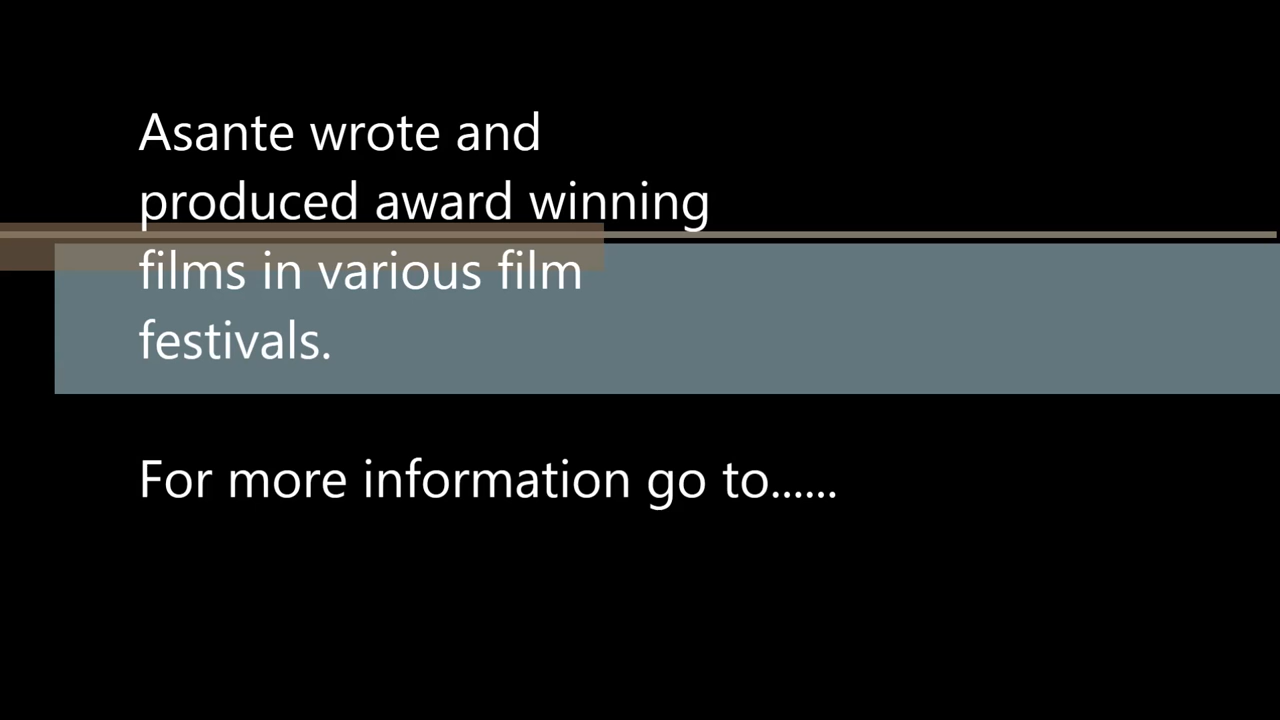 Asante wrote and
produced award winning
films in various film
festivals.
For more information go to......